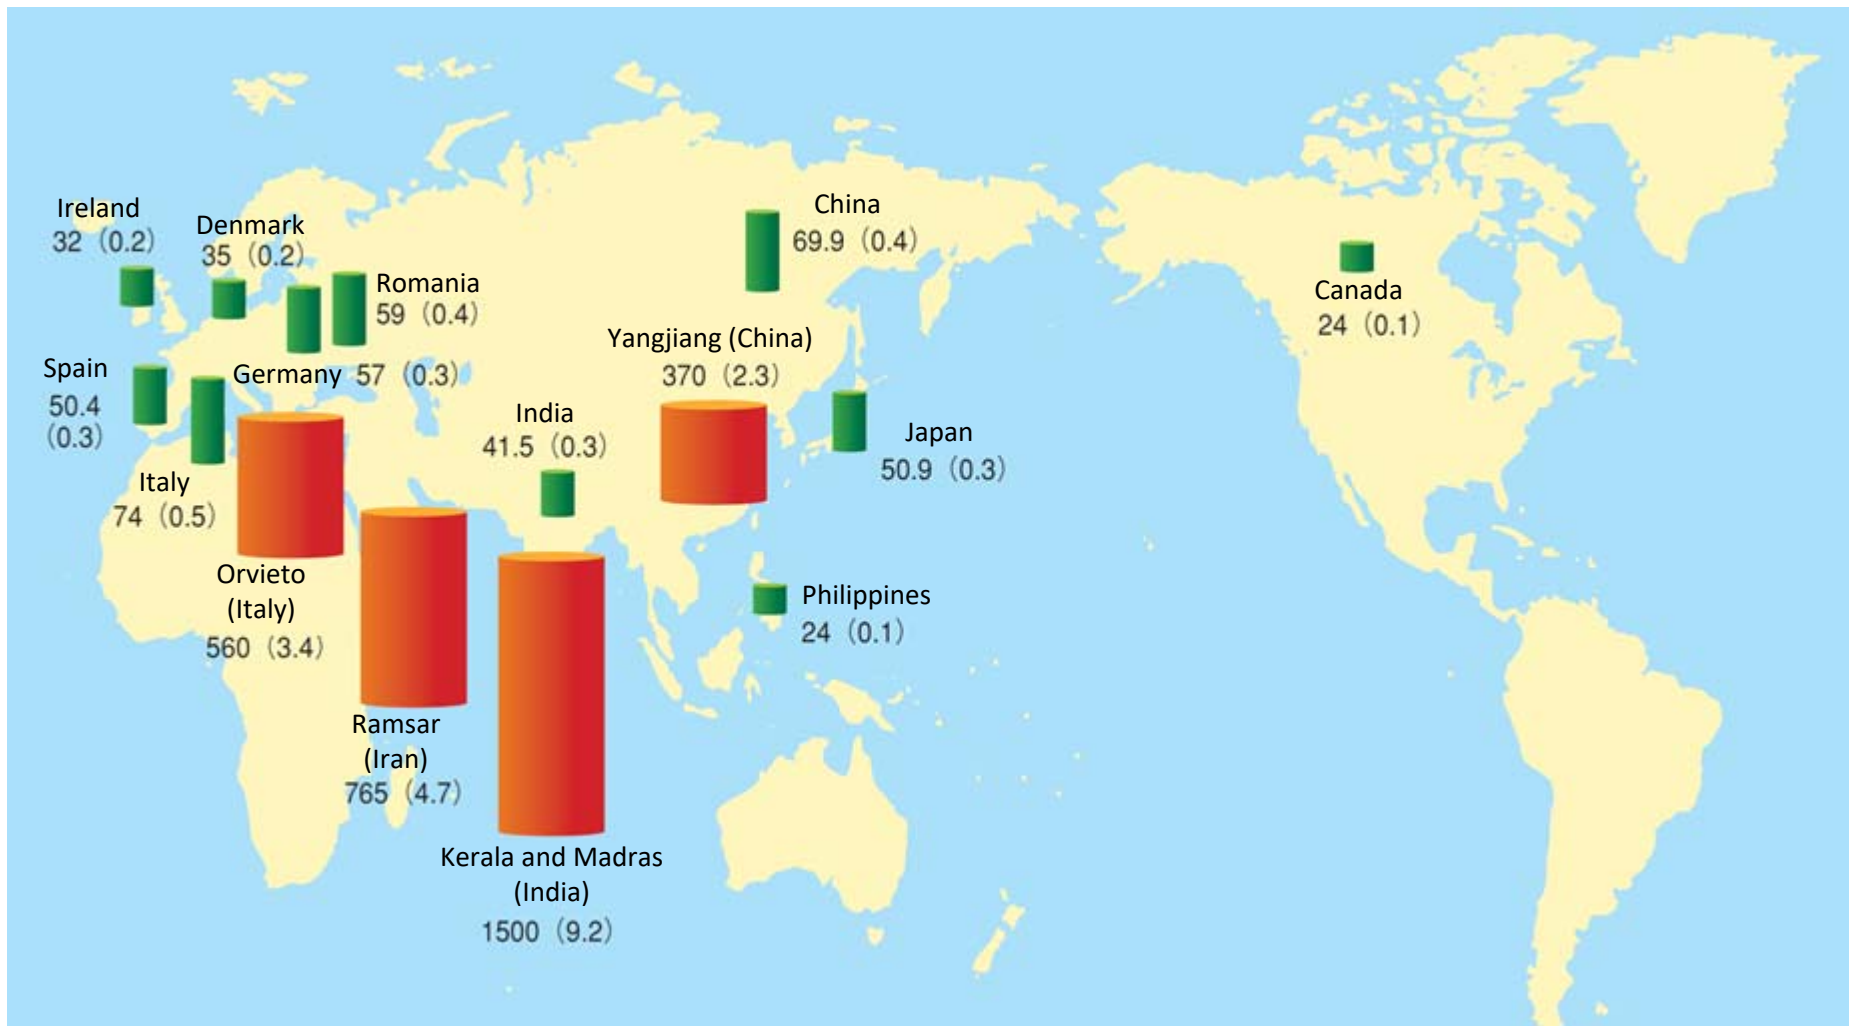 Ireland
32（0.2）
Denmark
35（0.2）
Romania
59（0.4）
Spain
50.4
（0.3）
Germany 57（0.3）
Italy
74（0.5）
Orvieto
(Italy)
560（3.4）
Ramsar
(Iran)
765（4.7）
India
41.5（0.3）
Kerala and Madras
(India)
1500（9.2）
China
69.9（0.4）
Yangjiang (China)
370（2.3）
Japan
50.9（0.3）
Philippines
24（0.1）
Canada
24（0.1）